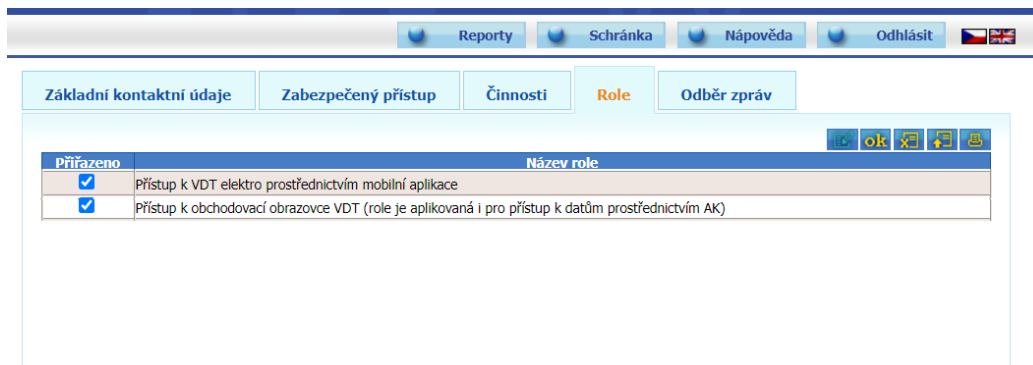 Reporty Schránka Nápověda Odhlásit
Základní kontaktní údaje Zabezpečený přístup Činnosti Role Odběr zpráv
ok
Přiřazeno Název role
Přístup k VDT elektro prostřednictvím mobilní aplikace
Přístup k obchodovací obrazovce VDT (role je aplikovaná i pro přístup k datům prostřednictvím AK)